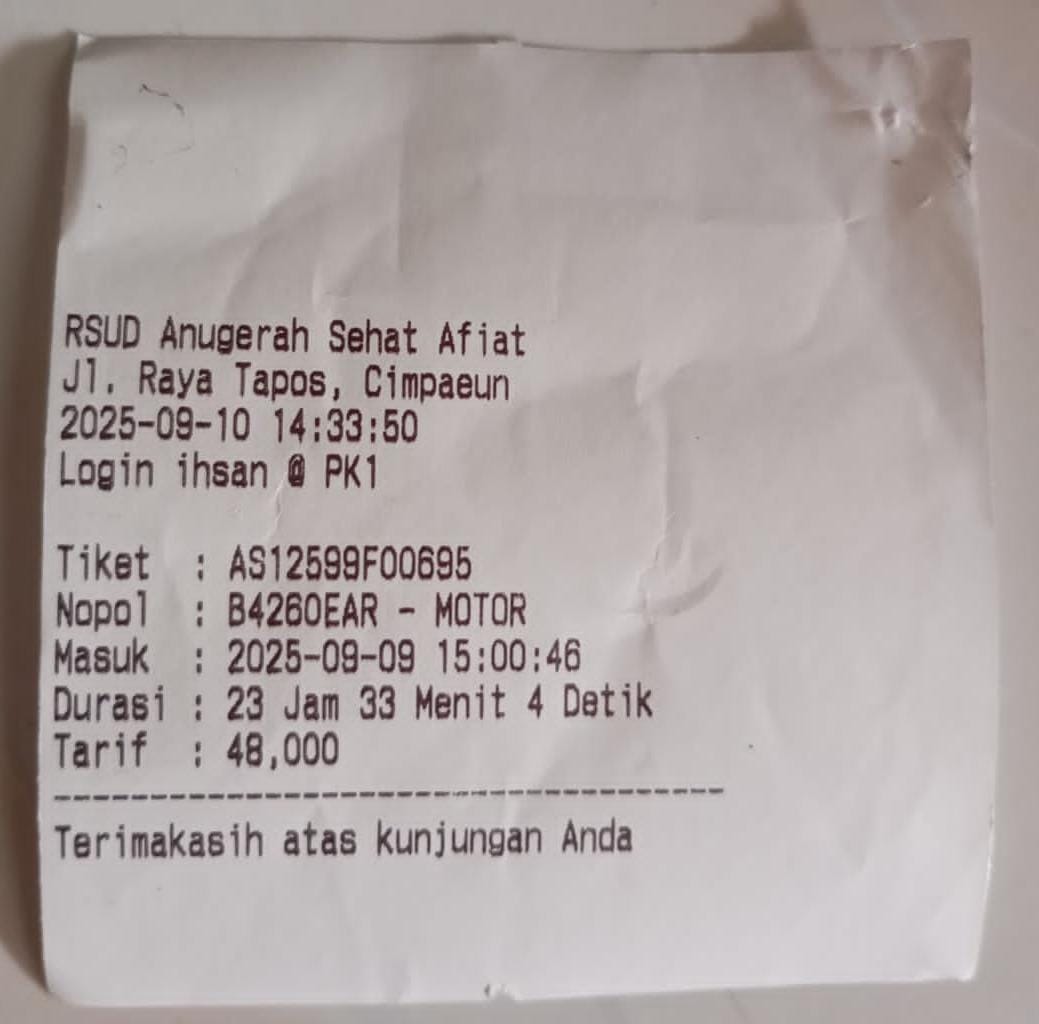 RSUD Anugerah Sehat Afiat
Jl. Raya Tapos, Cimpaeun
2025-09-10 14:33:50
Login ihsan @ PK1
Tiket : AS12599F00695
Nopol : B4260EAR - MOTOR
Masuk : 2025-09-09 15:00:46
Durasi : 23 Jam 33 Menit 4 Detik
Tarif : 48,000
------------------------------------
Terimakasih atas kunjungan Anda